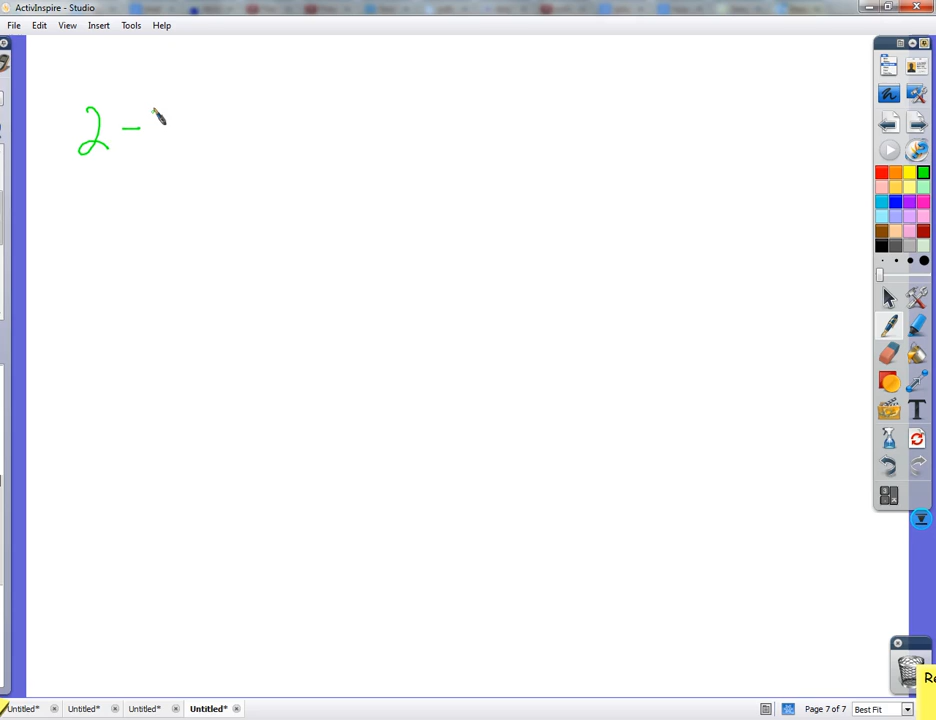 ActivInspire - Studio
File Edit View Insert Tools Help
2 -
Re
Untitled* Untitled* Untitled* Untitled* Page 7 of 7 Best Fit